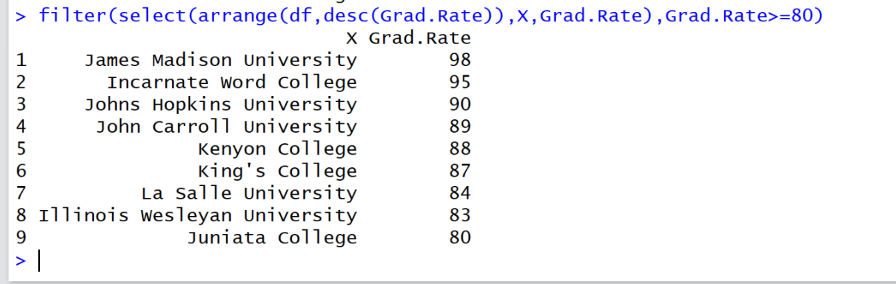 > filter(select(arrange(df,desc(Grad.Rate)),X,Grad.Rate),Grad.Rate>=80)
X Grad.Rate
1 James Madison University 98
2 Incarnate Word College 95
3 Johns Hopkins University 90
4 John Carroll University 89
5 Kenyon College 88
6 King's College 87
7 La Salle University 84
8 Illinois Wesleyan University 83
9 Juniata College 80
>